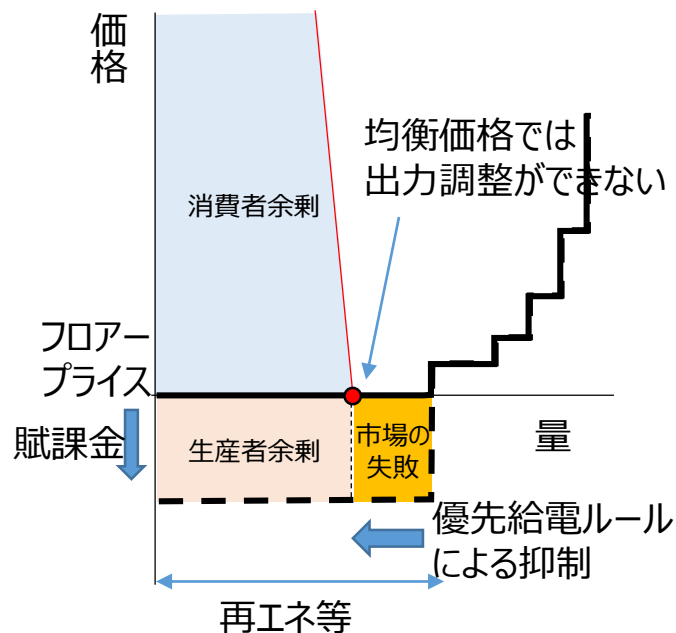 価
格
均衡価格では
出力調整ができない
消費者余剰
フロアー
プライス
賦課金
生産者余剰
市場の
失敗
量
優先給電ルール
による抑制
再エネ等